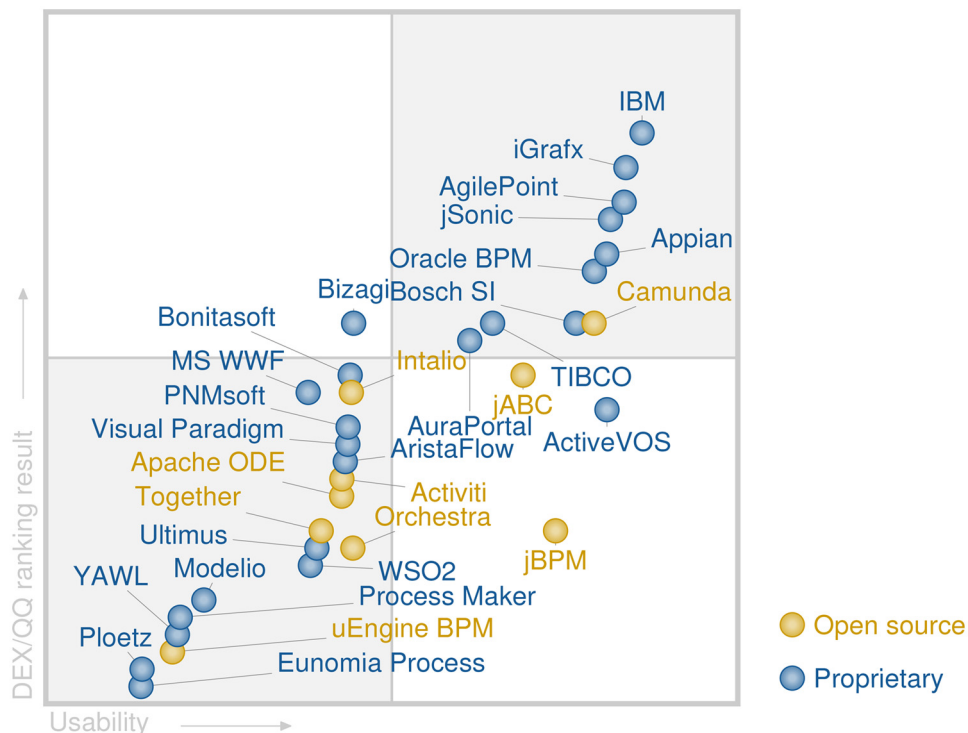 IBM
iGrafx
AgilePoint
jSonic
Appian
Oracle BPM
Bizagi
Bosch SI
Camunda
Bonitasoft
MS WWF
Intalio
TIBCO
PNMsoft
jABC
Visual Paradigm
AuraPortal
ActiveVOS
AristaFlow
Apache ODE
Together
Activiti
Orchestra
Ultimus
jBPM
YAWL
Modelio
WSO2
Process Maker
Ploetz
uEngine BPM
Eunomia Process
Open source
Proprietary
DEX/QQ ranking result
Usability